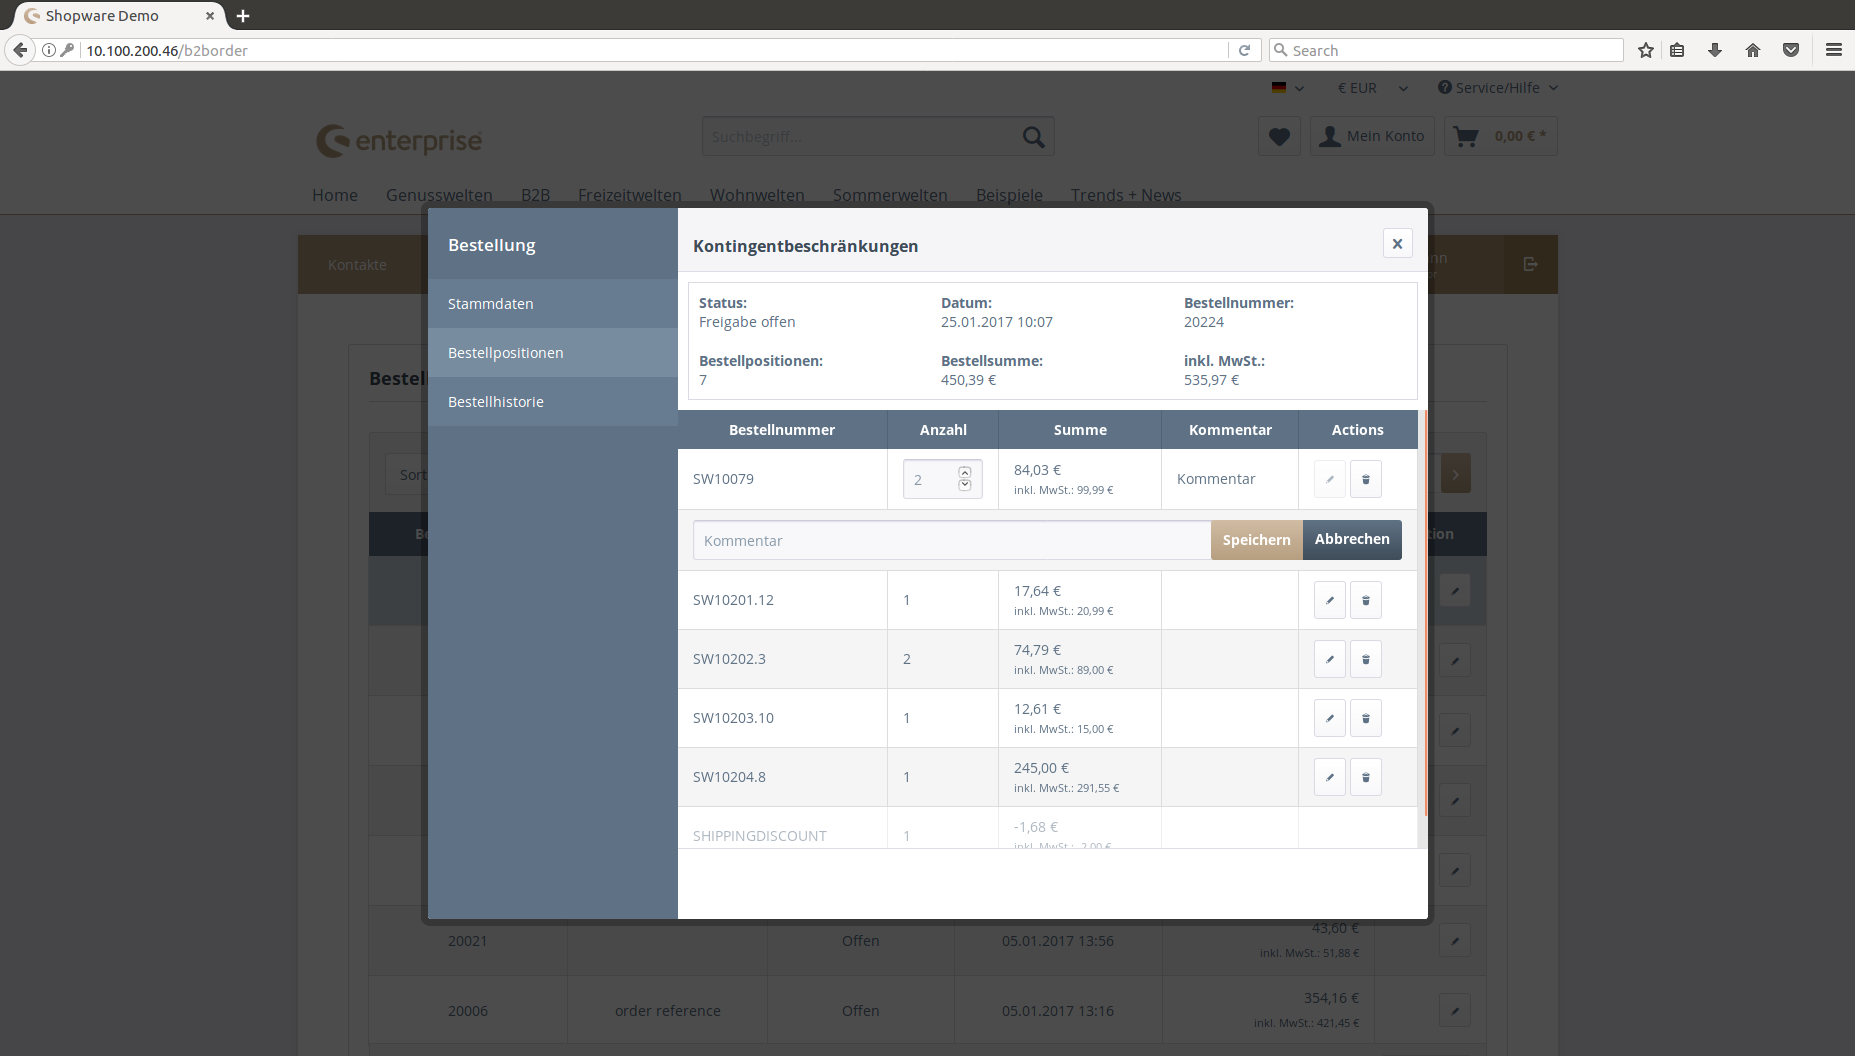 Shopware Demo
10.100.200.46/b2border
Search
€ EUR
Service/Hilfe
enterprise
Suchbegriff...
Mein Konto
0,00 € *
Home Genusswelten B2B Freizeitwelten Wohnwelten Sommerwelten Beispiele Trends + News
Kontakte
Bestellung
Stammdaten
Bestellpositionen
Bestellhistorie
Kontingentbeschränkungen
Status: Datum: Bestellnummer:
Freigabe offen 25.01.2017 10:07 20224
Bestellpositionen: Bestellsumme: inkl. MwSt.:
7 450,39 € 535,97 €
Bestellnummer Anzahl Summe Kommentar Actions
SW10079 2 84,03 € Kommentar
inkl. MwSt.: 99,99 €
Kommentar Speichern Abbrechen
SW10201.12 1 17,64 €
inkl. MwSt.: 20,99 €
SW10202.3 2 74,79 €
inkl. MwSt.: 89,00 €
SW10203.10 1 12,61 €
inkl. MwSt.: 15,00 €
SW10204.8 1 245,00 €
inkl. MwSt.: 291,55 €
SHIPPINGDISCOUNT 1 -1,68 €
inkl. MwSt.: -2,00 €
20021 Offen 05.01.2017 13:56 43,60 €
inkl. MwSt.: 51,88 €
20006 order reference Offen 05.01.2017 13:16 354,16 €
inkl. MwSt.: 421,45 €